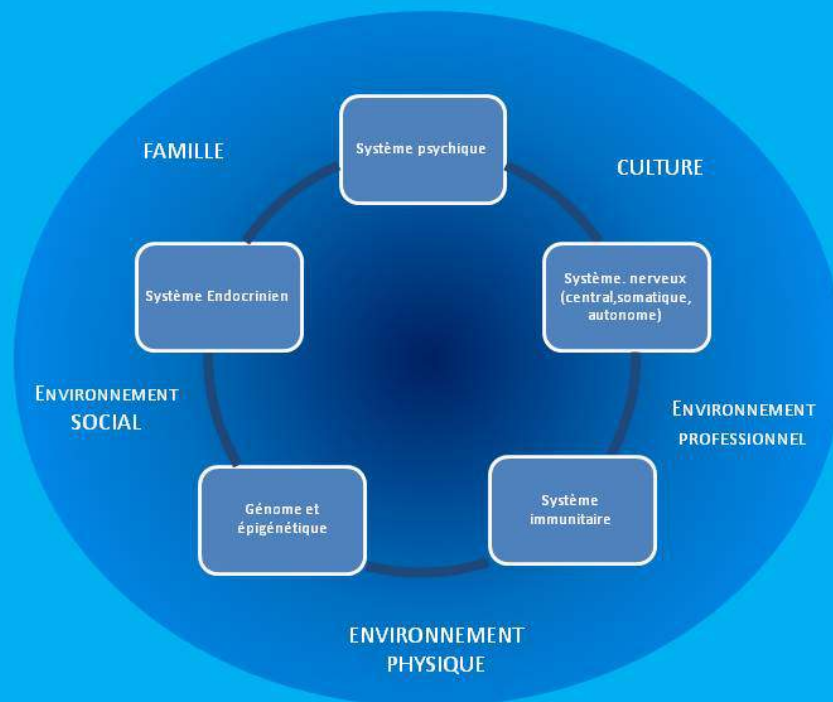 Système psychique
FAMILLE
CULTURE
Système Endocrinien
Système. nerveux
(central,somatique,
autonome)
ENVIRONNEMENT
SOCIAL
ENVIRONNEMENT
PROFESSIONNEL
Génome et
épigénétique
Système
immunitaire
ENVIRONNEMENT
PHYSIQUE